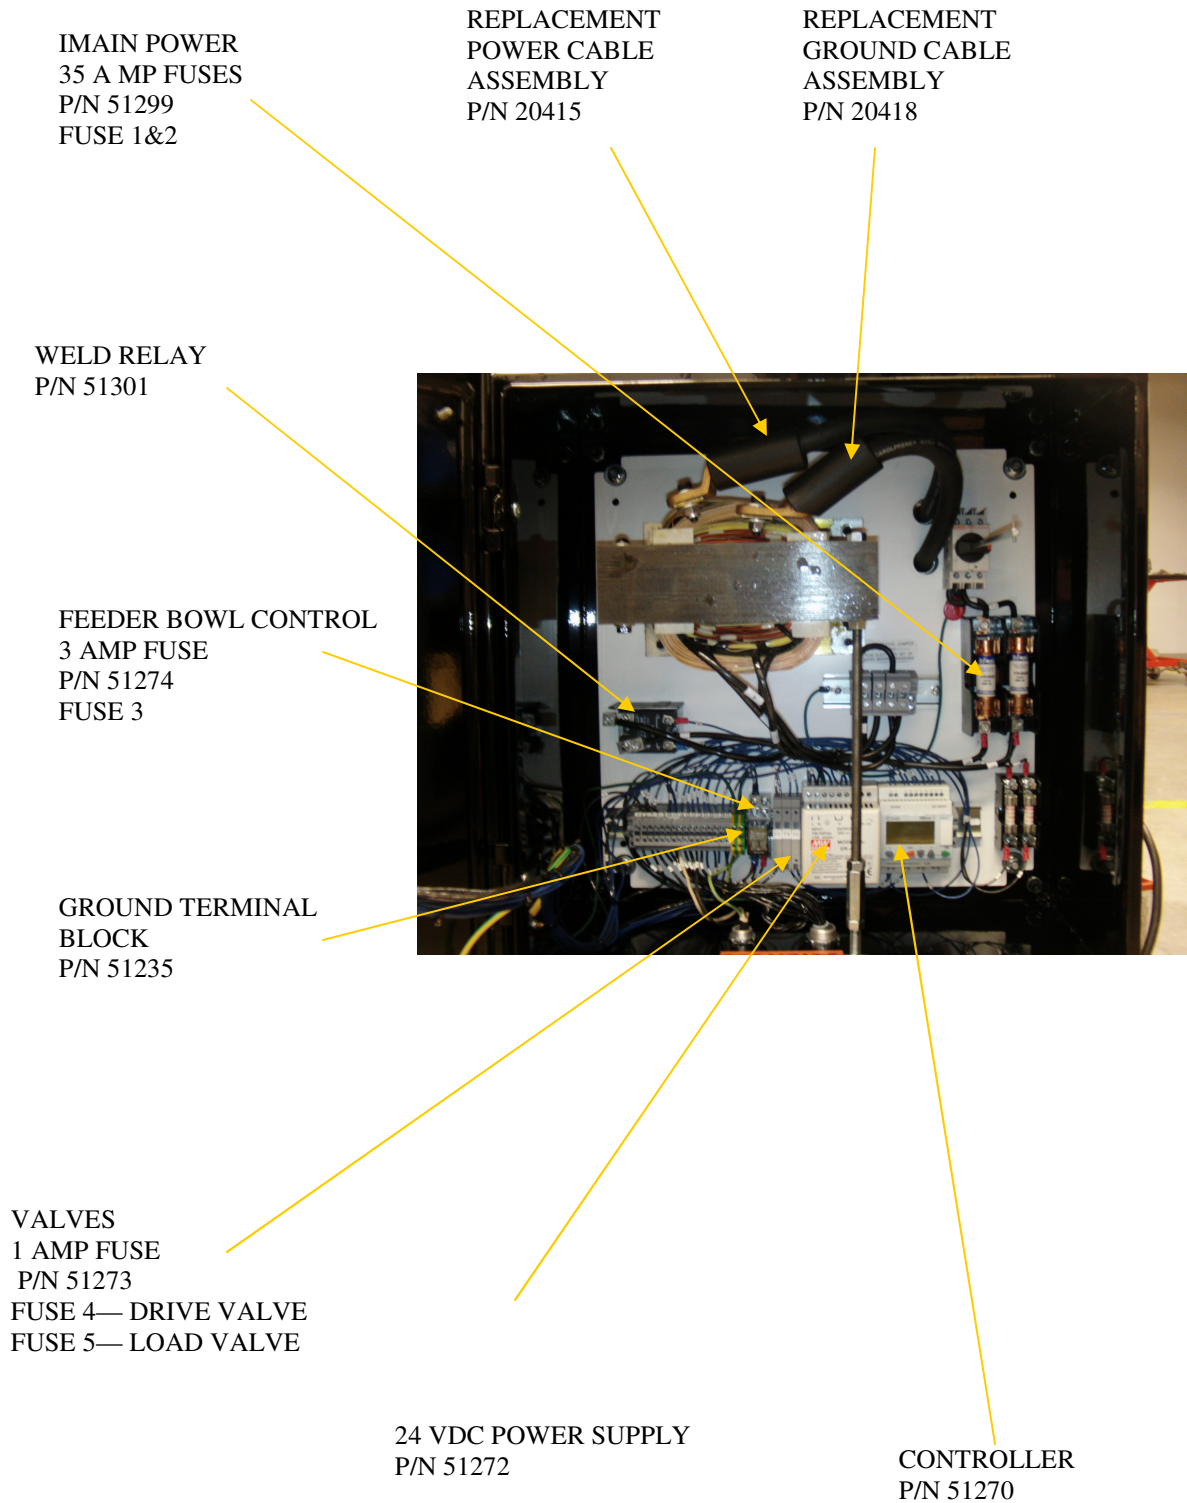 IMAIN POWER
35 A MP FUSES
P/N 51299
FUSE 1&2
REPLACEMENT
POWER CABLE
ASSEMBLY
P/N 20415
REPLACEMENT
GROUND CABLE
ASSEMBLY
P/N 20418
WELD RELAY
P/N 51301
FEEDER BOWL CONTROL
3 AMP FUSE
P/N 51274
FUSE 3
GROUND TERMINAL
BLOCK
P/N 51235
VALVES
1 AMP FUSE
P/N 51273
FUSE 4— DRIVE VALVE
FUSE 5— LOAD VALVE
24 VDC POWER SUPPLY
P/N 51272
CONTROLLER
P/N 51270